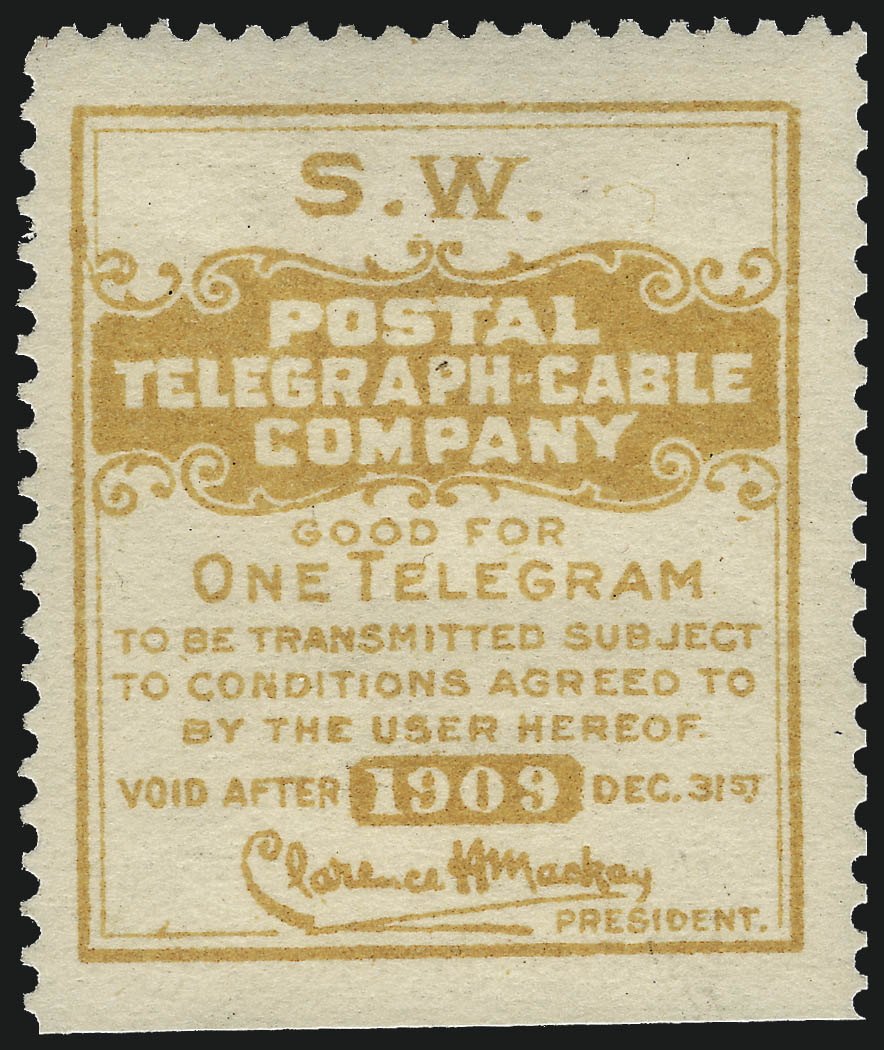 S.W.
POSTAL
TELEGRAPH-CABLE
COMPANY
GOOD FOR
ONE TELEGRAM
TO BE TRANSMITTED SUBJECT
TO CONDITIONS AGREED TO
BY THE USER HEREOF.
VOID AFTER 1909 DEC. 31ST
Clarence H Mackay
PRESIDENT.